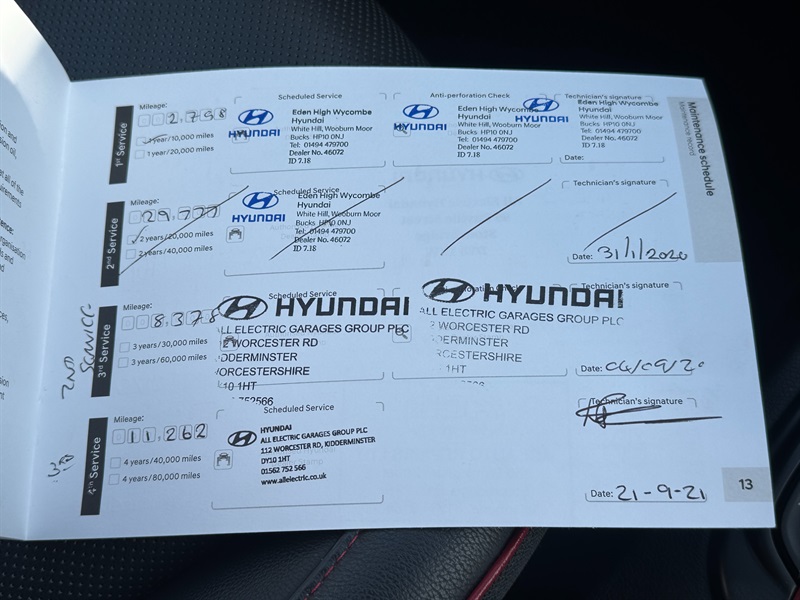 Maintenance schedule
Maintenance record
1st Service
Mileage:
2,798
1 year/10,000 miles
1 year/20,000 miles
Scheduled Service
HYUNDAI
Eden High Wycombe
Hyundai
White Hill, Wooburn Moor
Bucks HP10 0NJ
Tel: 01494 479700
Dealer No. 46072
ID 7.18
Anti-perforation Check
HYUNDAI
Eden High Wycombe
Hyundai
White Hill, Wooburn Moor
Bucks HP10 0NJ
Tel: 01494 479700
Dealer No. 46072
ID 7.18
Technician's signature
HYUNDAI
Eden High Wycombe
Hyundai
White Hill, Wooburn Moor
Bucks HP10 0NJ
Tel: 01494 479700
Dealer No. 46072
ID 7.18
Date:
2nd Service
Mileage:
29,777
2 years/20,000 miles
2 years/40,000 miles
Scheduled Service
HYUNDAI
Eden High Wycombe
Hyundai
White Hill, Wooburn Moor
Bucks HP10 0NJ
Tel: 01494 479700
Dealer No. 46072
ID 7.18
Technician's signature
Date: 31/1/2020
2ND SERVICE
3rd Service
Mileage:
8,378
3 years/30,000 miles
3 years/60,000 miles
Scheduled Service
HYUNDAI
ALL ELECTRIC GARAGES GROUP PLC
WORCESTER RD
KIDDERMINSTER
WORCESTERSHIRE
10 1HT
752566
HYUNDAI
ALL ELECTRIC GARAGES GROUP PLC
2 WORCESTER RD
DDERMINSTER
RCESTERSHIRE
1HT
Technician's signature
Date: 04/09/20
3RD
4th Service
Mileage:
11,262
4 years/40,000 miles
4 years/80,000 miles
Scheduled Service
HYUNDAI
ALL ELECTRIC GARAGES GROUP PLC
112 WORCESTER RD, KIDDERMINSTER
DY10 1HT
01562 752 566
www.allelectric.co.uk
Technician's signature
Date: 21-9-21
13